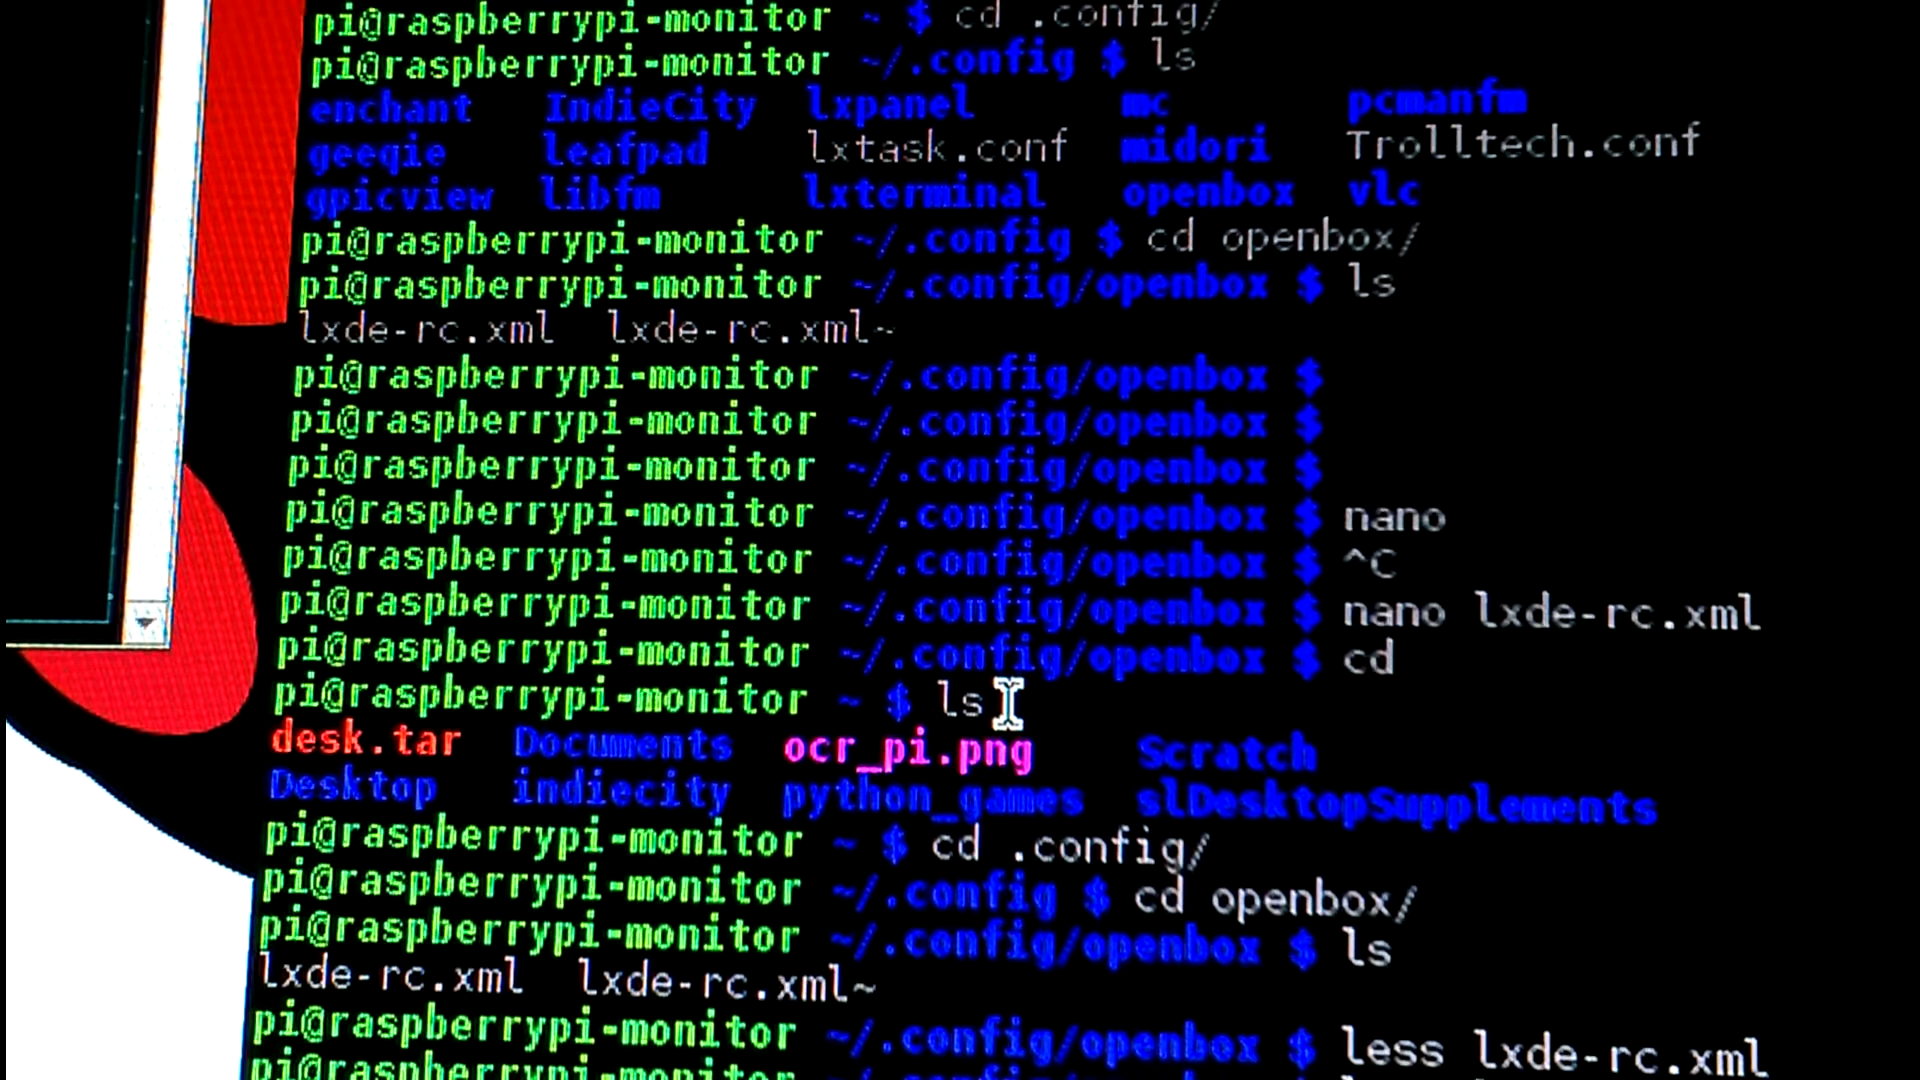 pi@raspberrypi-monitor ~ $ cd .config/
pi@raspberrypi-monitor ~/.config $ ls
enchant IndieCity lxpanel mc pcmanfm
geeqie leafpad lxtask.conf midori Trolltech.conf
gpicview libfm lxterminal openbox vlc
pi@raspberrypi-monitor ~/.config $ cd openbox/
pi@raspberrypi-monitor ~/.config/openbox $ ls
lxde-rc.xml lxde-rc.xml~
pi@raspberrypi-monitor ~/.config/openbox $
pi@raspberrypi-monitor ~/.config/openbox $
pi@raspberrypi-monitor ~/.config/openbox $
pi@raspberrypi-monitor ~/.config/openbox $ nano
pi@raspberrypi-monitor ~/.config/openbox $ ^C
pi@raspberrypi-monitor ~/.config/openbox $ nano lxde-rc.xml
pi@raspberrypi-monitor ~/.config/openbox $ cd
pi@raspberrypi-monitor ~ $ ls
desk.tar Documents ocr_pi.png Scratch
Desktop indiecity python_games slDesktopSupplements
pi@raspberrypi-monitor ~ $ cd .config/
pi@raspberrypi-monitor ~/.config $ cd openbox/
pi@raspberrypi-monitor ~/.config/openbox $ ls
lxde-rc.xml lxde-rc.xml~
pi@raspberrypi-monitor ~/.config/openbox $ less lxde-rc.xml
pi@raspberrypi-monitor